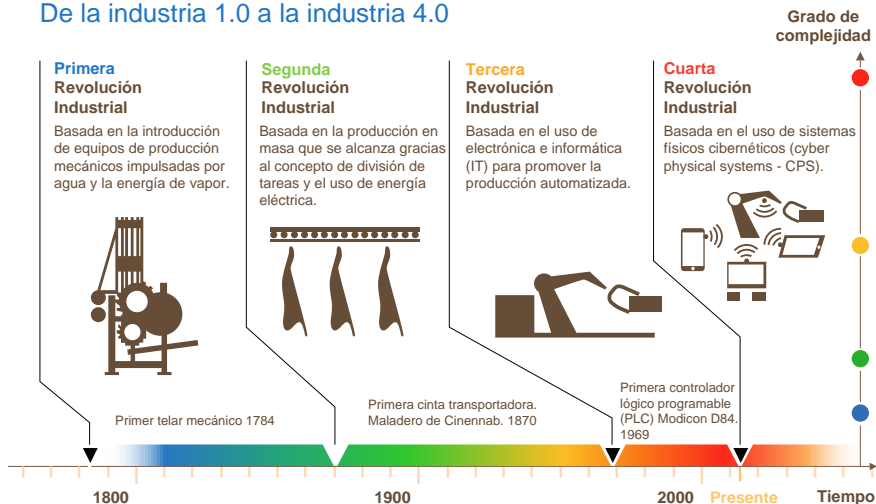 De la industria 1.0 a la industria 4.0
Grado de
complejidad
Primera
Revolución
Industrial
Basada en la introducción
de equipos de producción
mecánicos impulsadas por
agua y la energía de vapor.
Segunda
Revolución
Industrial
Basada en la producción en
masa que se alcanza gracias
al concepto de división de
tareas y el uso de energía
eléctrica.
Tercera
Revolución
Industrial
Basada en el uso de
electrónica e informática
(IT) para promover la
producción automatizada.
Cuarta
Revolución
Industrial
Basada en el uso de sistemas
físicos cibernéticos (cyber
physical systems - CPS).
Primer telar mecánico 1784
Primera cinta transportadora.
Maladero de Cinennab. 1870
Primera controlador
lógico programable
(PLC) Modicon D84.
1969
1800
1900
2000
Presente
Tiempo